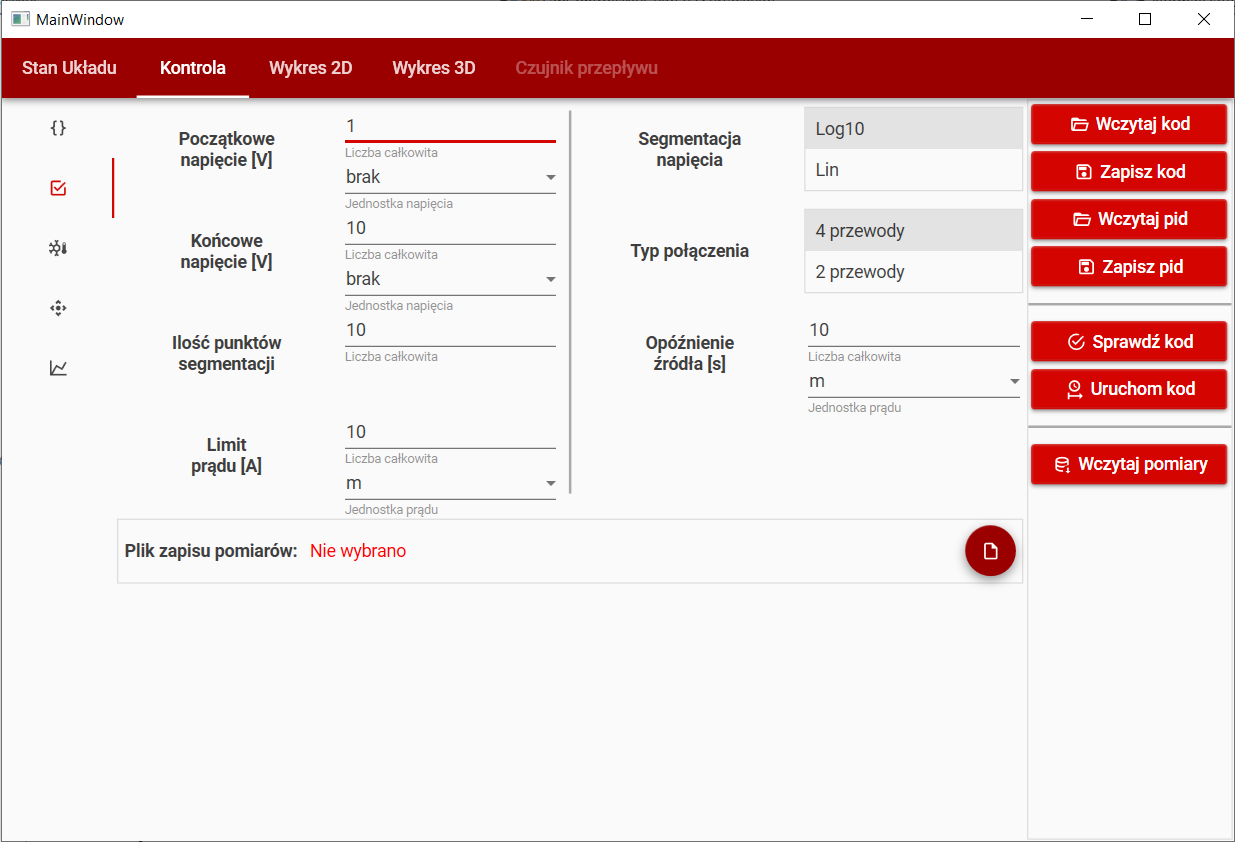 MainWindow
Stan Układu
Kontrola
Wykres 2D
Wykres 3D
Czujnik przepływu
{}
Początkowe
napięcie [V]
1
Liczba całkowita
brak
Jednostka napięcia
Końcowe
napięcie [V]
10
Liczba całkowita
brak
Jednostka napięcia
Ilość punktów
segmentacji
10
Liczba całkowita
Limit
prądu [A]
10
Liczba całkowita
m
Jednostka prądu
Segmentacja
napięcia
Log10
Lin
Typ połączenia
4 przewody
2 przewody
Opóźnienie
źródła [s]
10
Liczba całkowita
m
Jednostka prądu
Plik zapisu pomiarów: Nie wybrano
Wczytaj kod
Zapisz kod
Wczytaj pid
Zapisz pid
Sprawdź kod
Uruchom kod
Wczytaj pomiary